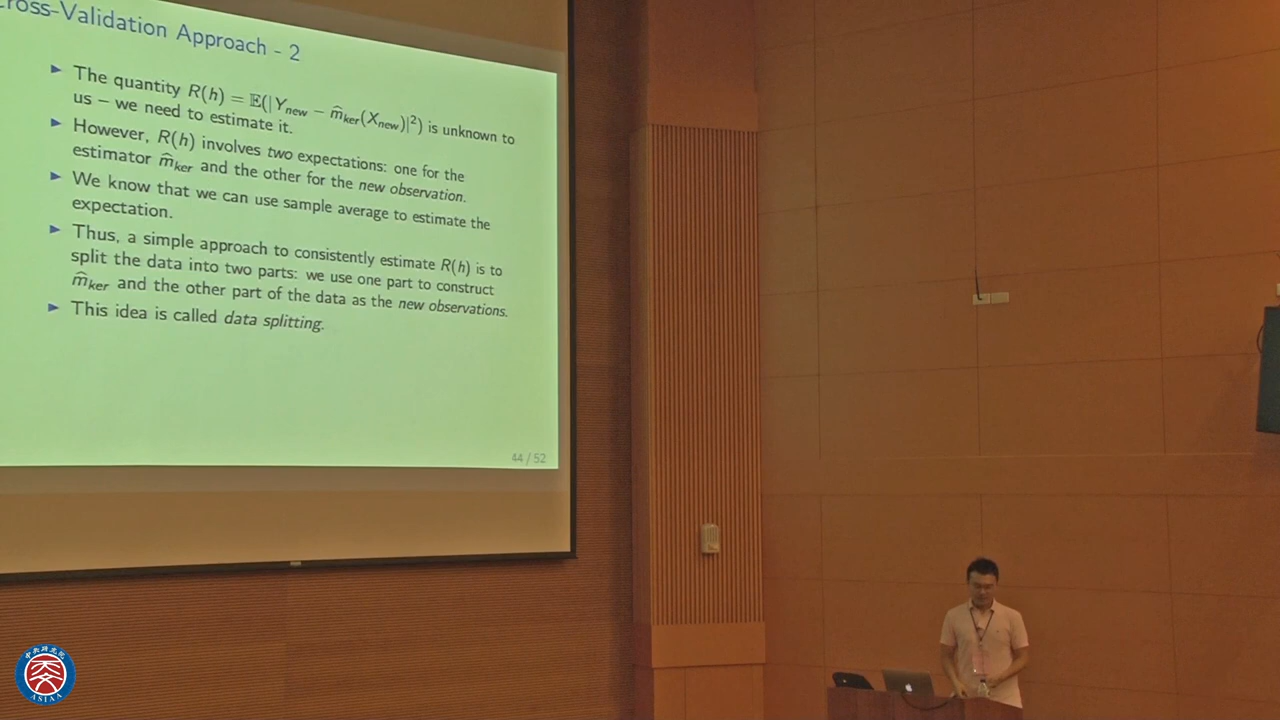 ross-Validation Approach - 2
► The quantity R(h) = 𝔼(|Y_new − m̂_ker(X_new)|²) is unknown to
us – we need to estimate it.
► However, R(h) involves two expectations: one for the
estimator m̂_ker and the other for the new observation.
► We know that we can use sample average to estimate the
expectation.
► Thus, a simple approach to consistently estimate R(h) is to
split the data into two parts: we use one part to construct
m̂_ker and the other part of the data as the new observations.
► This idea is called data splitting.
44 / 52
ASIAA